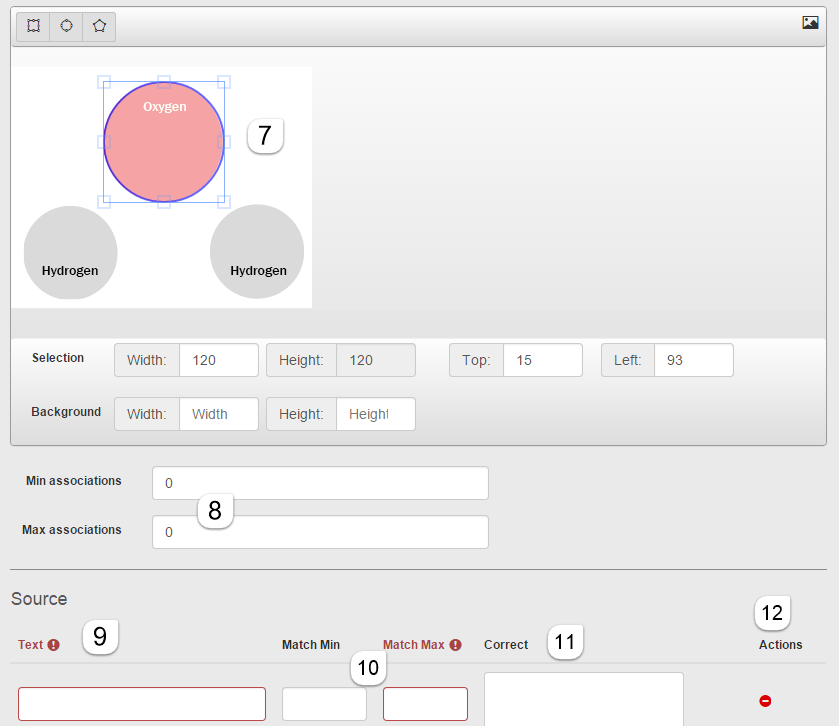 Oxygen
7
Hydrogen Hydrogen
Selection Width: 120 Height: 120 Top: 15 Left: 93
Background Width: Width Height: Height
Min associations 0
8
Max associations 0
Source
12
Text 9 Match Min Match Max Correct 11 Actions
10